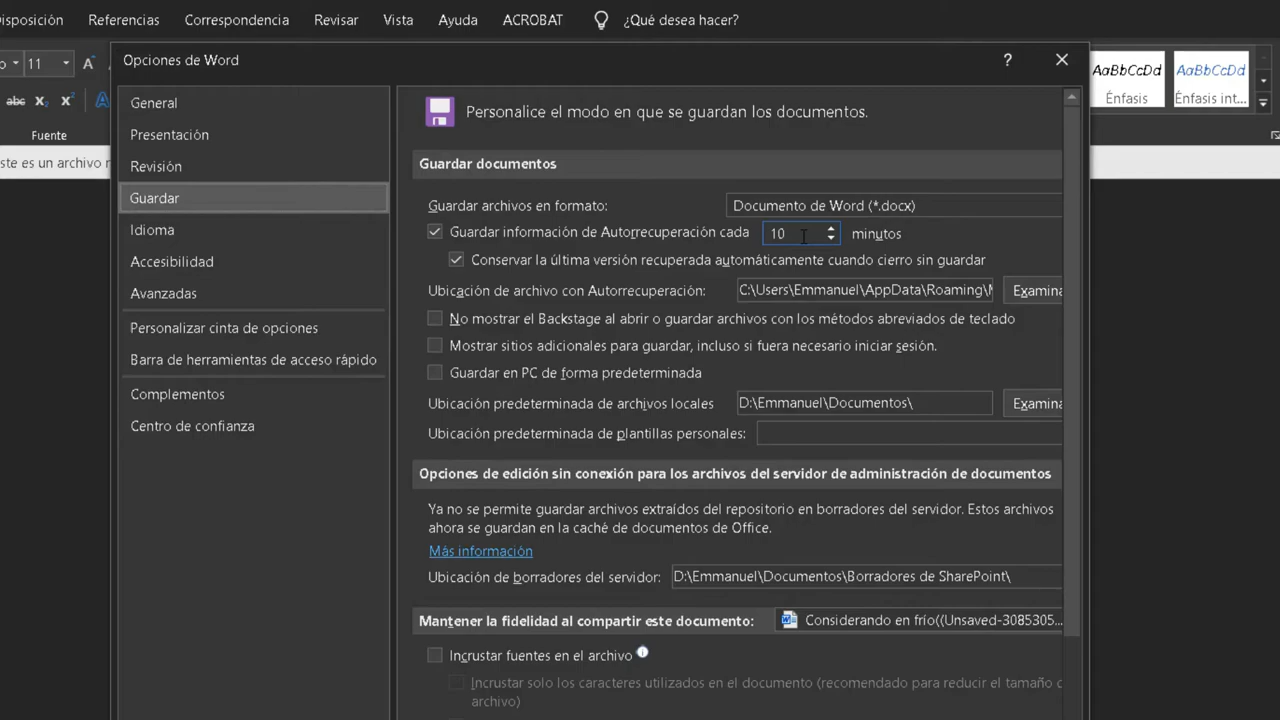 Referencias Correspondencia Revisar Vista Ayuda ACROBAT ¿Qué desea hacer?
11
AaBbCcDd AaBbCcDd
Énfasis Énfasis int...
Fuente
ste es un archivo
Opciones de Word
General
Presentación
Revisión
Guardar
Idioma
Accesibilidad
Avanzadas
Personalizar cinta de opciones
Barra de herramientas de acceso rápido
Complementos
Centro de confianza
Personalice el modo en que se guardan los documentos.
Guardar documentos
Guardar archivos en formato: Documento de Word (*.docx)
Guardar información de Autorrecuperación cada 10 minutos
Conservar la última versión recuperada automáticamente cuando cierro sin guardar
Ubicación de archivo con Autorrecuperación: C:\Users\Emmanuel\AppData\Roaming\ Examina
No mostrar el Backstage al abrir o guardar archivos con los métodos abreviados de teclado
Mostrar sitios adicionales para guardar, incluso si fuera necesario iniciar sesión.
Guardar en PC de forma predeterminada
Ubicación predeterminada de archivos locales D:\Emmanuel\Documentos\ Examina
Ubicación predeterminada de plantillas personales:
Opciones de edición sin conexión para los archivos del servidor de administración de documentos
Ya no se permite guardar archivos extraídos del repositorio en borradores del servidor. Estos archivos
ahora se guardan en la caché de documentos de Office.
Más información
Ubicación de borradores del servidor: D:\Emmanuel\Documentos\Borradores de SharePoint\
Mantener la fidelidad al compartir este documento: Considerando en frío((Unsaved-3085305...
Incrustar fuentes en el archivo
Incrustar solo los caracteres utilizados en el documento (recomendado para reducir el tamaño
archivo)